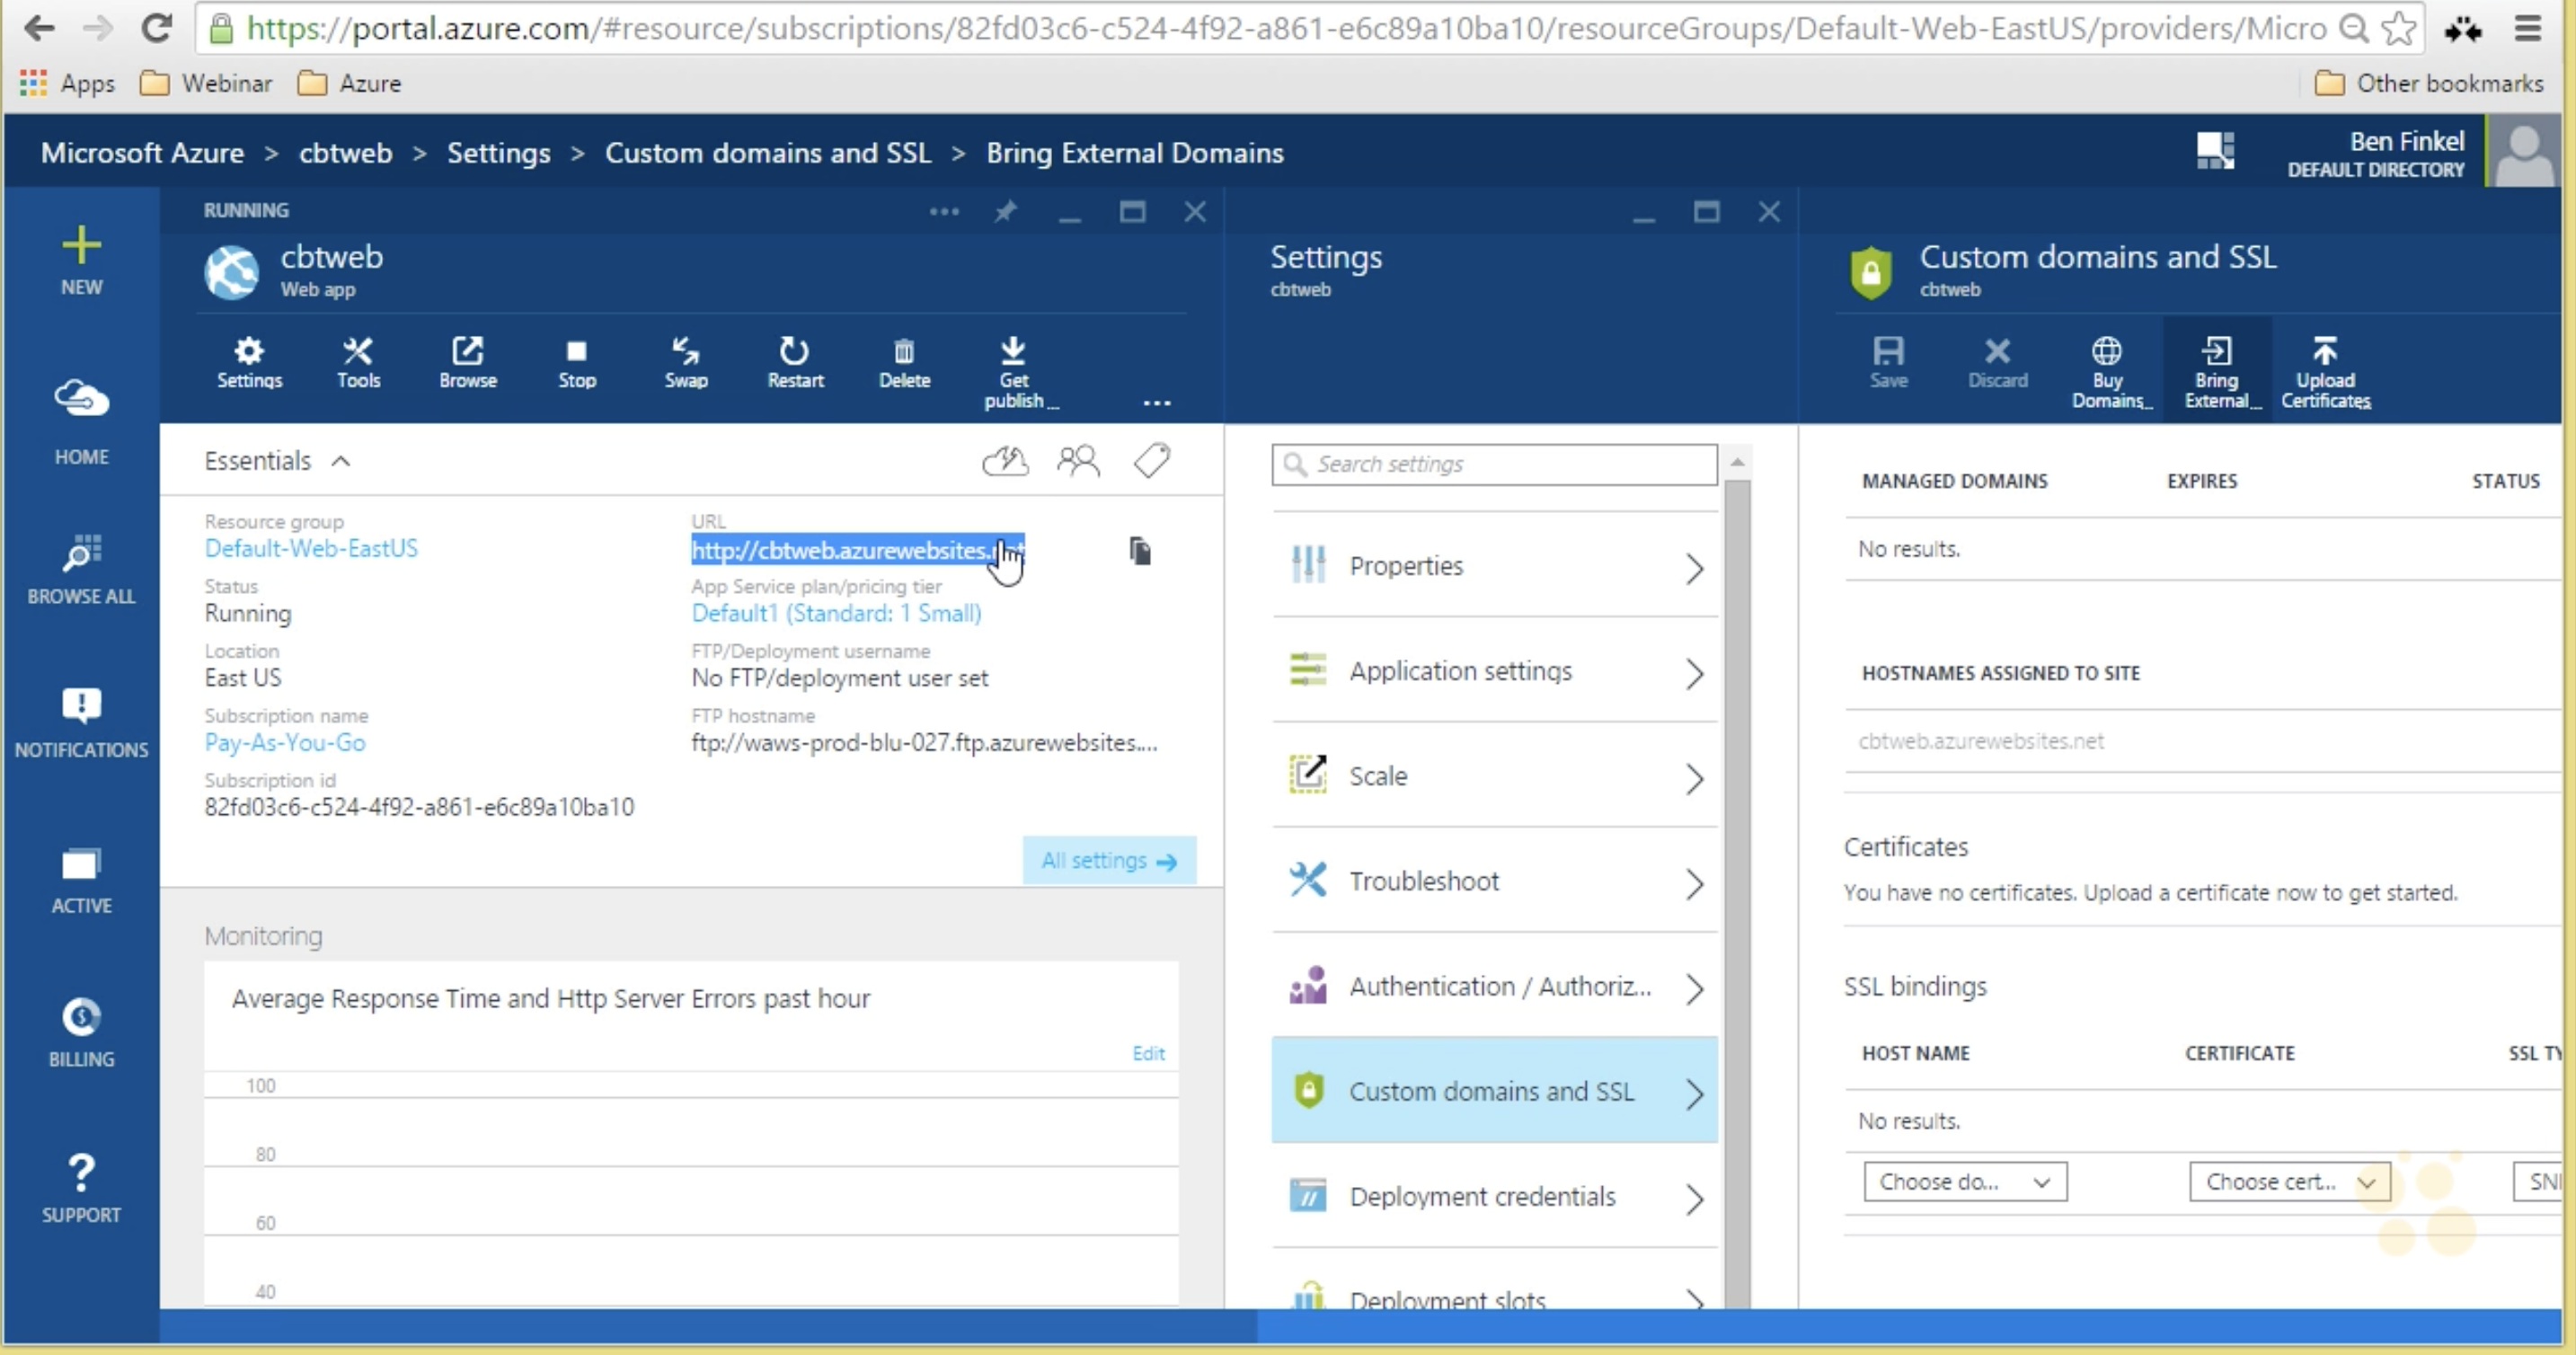 https://portal.azure.com/#resource/subscriptions/82fd03c6-c524-4f92-a861-e6c89a10ba10/resourceGroups/Default-Web-EastUS/providers/Micro
Apps Webinar Azure Other bookmarks
Microsoft Azure > cbtweb > Settings > Custom domains and SSL > Bring External Domains
Ben Finkel
DEFAULT DIRECTORY
NEW
HOME
BROWSE ALL
NOTIFICATIONS
ACTIVE
BILLING
SUPPORT
RUNNING
cbtweb
Web app
Settings Tools Browse Stop Swap Restart Delete Get publish ...
Essentials
Resource group
Default-Web-EastUS
Status
Running
Location
East US
Subscription name
Pay-As-You-Go
Subscription id
82fd03c6-c524-4f92-a861-e6c89a10ba10
URL
http://cbtweb.azurewebsites.
App Service plan/pricing tier
Default1 (Standard: 1 Small)
FTP/Deployment username
No FTP/deployment user set
FTP hostname
ftp://waws-prod-blu-027.ftp.azurewebsites....
All settings
Monitoring
Average Response Time and Http Server Errors past hour
Edit
100
80
60
40
Settings
cbtweb
Search settings
Properties
Application settings
Scale
Troubleshoot
Authentication / Authoriz...
Custom domains and SSL
Deployment credentials
Deployment slots
Custom domains and SSL
cbtweb
Save Discard Buy Domains... Bring External... Upload Certificates
MANAGED DOMAINS EXPIRES STATUS
No results.
HOSTNAMES ASSIGNED TO SITE
cbtweb.azurewebsites.net
Certificates
You have no certificates. Upload a certificate now to get started.
SSL bindings
HOST NAME CERTIFICATE SSL TY
No results.
Choose do... Choose cert... SNI